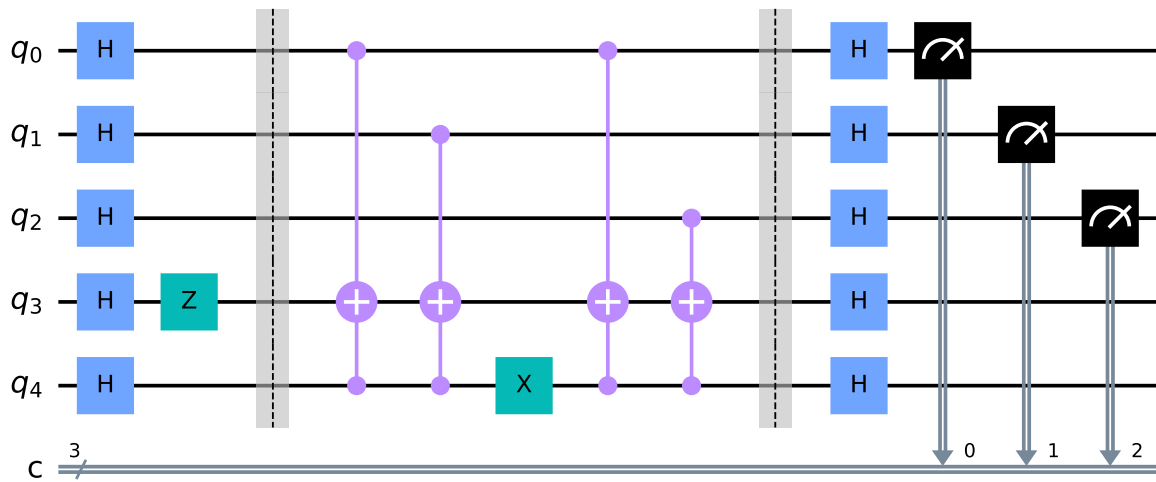 q0 H H
q1 H H
q2 H H
q3 H Z H
q4 H X H
3 0 1 2
c